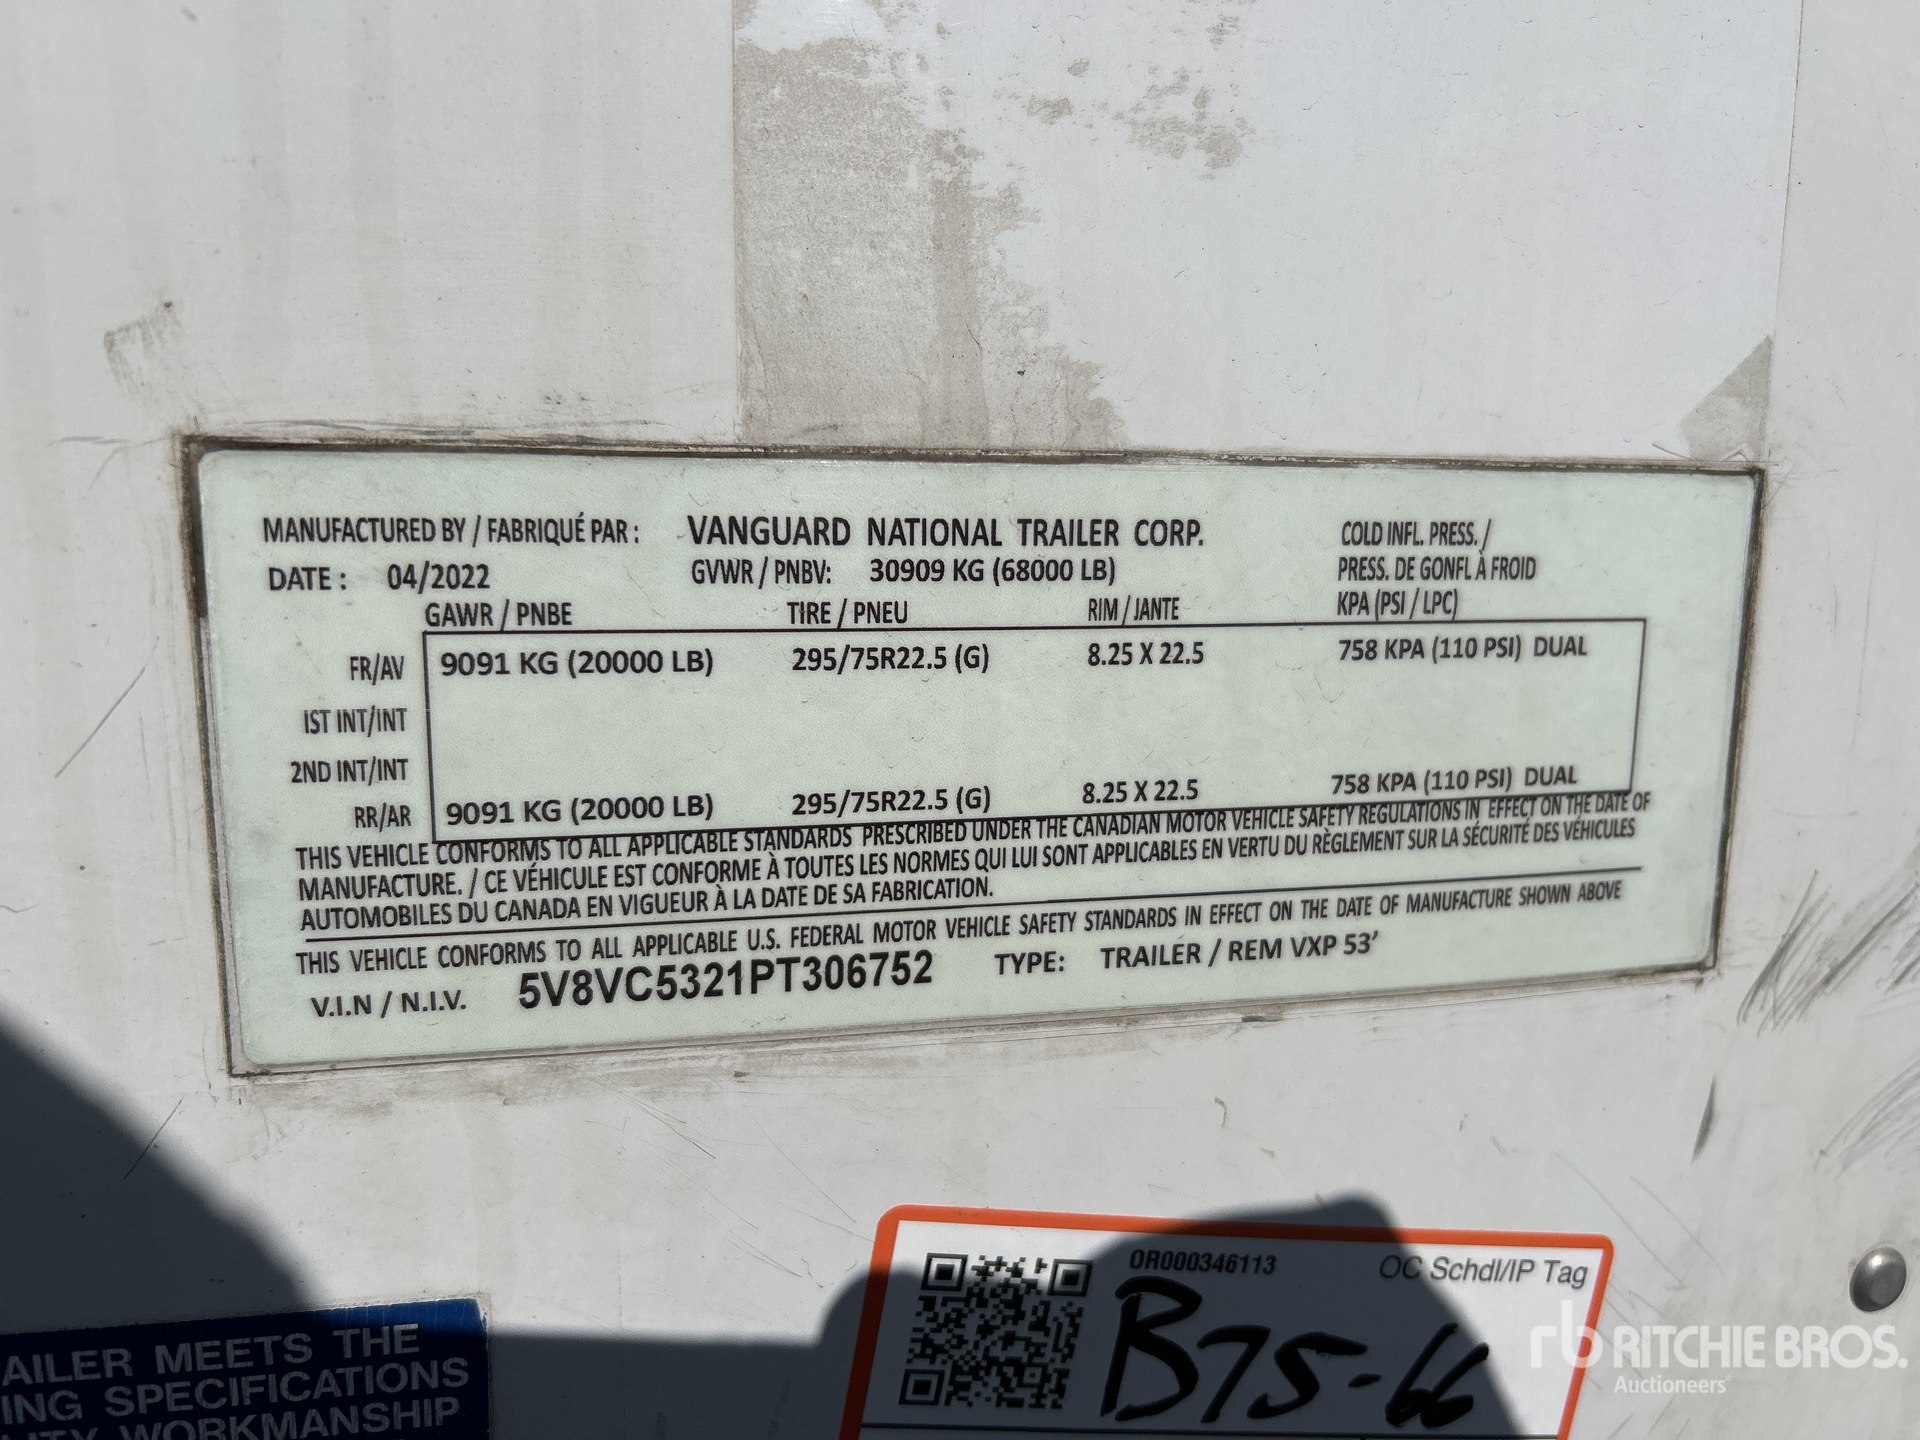 MANUFACTURED BY / FABRIQUÉ PAR : VANGUARD NATIONAL TRAILER CORP. COLD INFL. PRESS. /
DATE : 04/2022 GVWR / PNBV: 30909 KG (68000 LB) PRESS. DE GONFL À FROID
GAWR / PNBE TIRE / PNEU RIM / JANTE KPA (PSI / LPC)
FR/AV 9091 KG (20000 LB) 295/75R22.5 (G) 8.25 X 22.5 758 KPA (110 PSI) DUAL
IST INT/INT
2ND INT/INT
RR/AR 9091 KG (20000 LB) 295/75R22.5 (G) 8.25 X 22.5 758 KPA (110 PSI) DUAL
THIS VEHICLE CONFORMS TO ALL APPLICABLE STANDARDS PRESCRIBED UNDER THE CANADIAN MOTOR VEHICLE SAFETY REGULATIONS IN EFFECT ON THE DATE OF
MANUFACTURE. / CE VÉHICULE EST CONFORME À TOUTES LES NORMES QUI LUI SONT APPLICABLES EN VERTU DU RÈGLEMENT SUR LA SÉCURITÉ DES VÉHICULES
AUTOMOBILES DU CANADA EN VIGUEUR À LA DATE DE SA FABRICATION.
THIS VEHICLE CONFORMS TO ALL APPLICABLE U.S. FEDERAL MOTOR VEHICLE SAFETY STANDARDS IN EFFECT ON THE DATE OF MANUFACTURE SHOWN ABOVE
V.I.N / N.I.V. 5V8VC5321PT306752 TYPE: TRAILER / REM VXP 53'
OR000346113 OC Schdl/IP Tag
B75-66
AILER MEETS THE
ING SPECIFICATIONS
LITY WORKMANSHIP
rb RITCHIE BROS.
Auctioneers